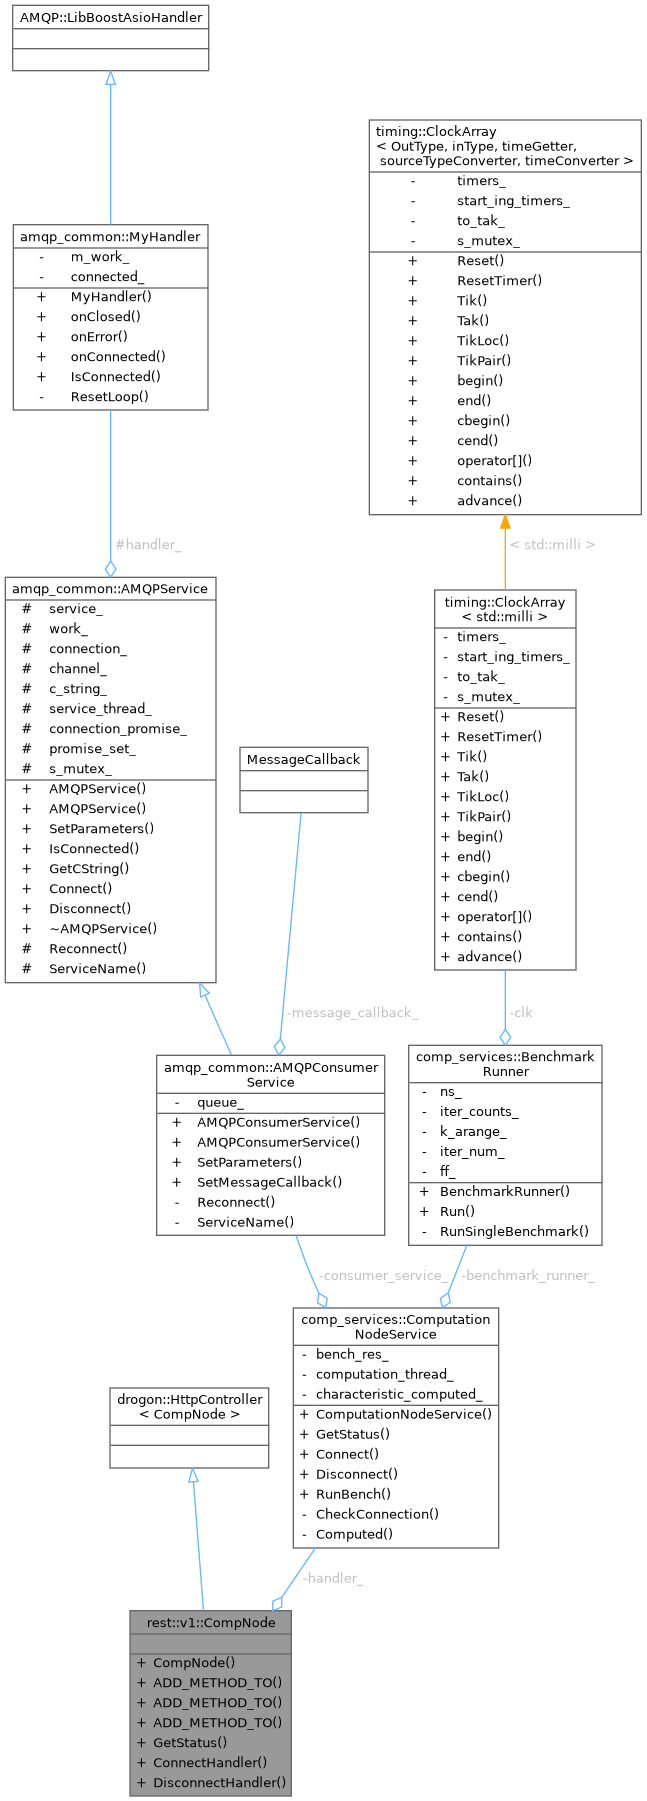 AMQP::LibBoostAsioHandler
timing::ClockArray
< OutType, inType, timeGetter,
sourceTypeConverter, timeConverter >
- timers_
- start_ing_timers_
- to_tak_
- s_mutex_
+ Reset()
+ ResetTimer()
+ Tik()
+ Tak()
+ TikLoc()
+ TikPair()
+ begin()
+ end()
+ cbegin()
+ cend()
+ operator[]()
+ contains()
+ advance()
amqp_common::MyHandler
- m_work_
- connected_
+ MyHandler()
+ onClosed()
+ onError()
+ onConnected()
+ IsConnected()
- ResetLoop()
#handler_
< std::milli >
amqp_common::AMQPService
# service_
# work_
# connection_
# channel_
# c_string_
# service_thread_
# connection_promise_
# promise_set_
# s_mutex_
+ AMQPService()
+ AMQPService()
+ SetParameters()
+ IsConnected()
+ GetCString()
+ Connect()
+ Disconnect()
+ ~AMQPService()
# Reconnect()
# ServiceName()
timing::ClockArray
< std::milli >
- timers_
- start_ing_timers_
- to_tak_
- s_mutex_
+ Reset()
+ ResetTimer()
+ Tik()
+ Tak()
+ TikLoc()
+ TikPair()
+ begin()
+ end()
+ cbegin()
+ cend()
+ operator[]()
+ contains()
+ advance()
MessageCallback
-message_callback_
-clk
amqp_common::AMQPConsumer
Service
- queue_
+ AMQPConsumerService()
+ AMQPConsumerService()
+ SetParameters()
+ SetMessageCallback()
- Reconnect()
- ServiceName()
comp_services::Benchmark
Runner
- ns_
- iter_counts_
- k_arange_
- iter_num_
- ff_
+ BenchmarkRunner()
+ Run()
- RunSingleBenchmark()
-consumer_service_
-benchmark_runner_
comp_services::Computation
NodeService
- bench_res_
- computation_thread_
- characteristic_computed_
+ ComputationNodeService()
+ GetStatus()
+ Connect()
+ Disconnect()
+ RunBench()
- CheckConnection()
- Computed()
drogon::HttpController
< CompNode >
-handler_
rest::v1::CompNode
+ CompNode()
+ ADD_METHOD_TO()
+ ADD_METHOD_TO()
+ ADD_METHOD_TO()
+ GetStatus()
+ ConnectHandler()
+ DisconnectHandler()